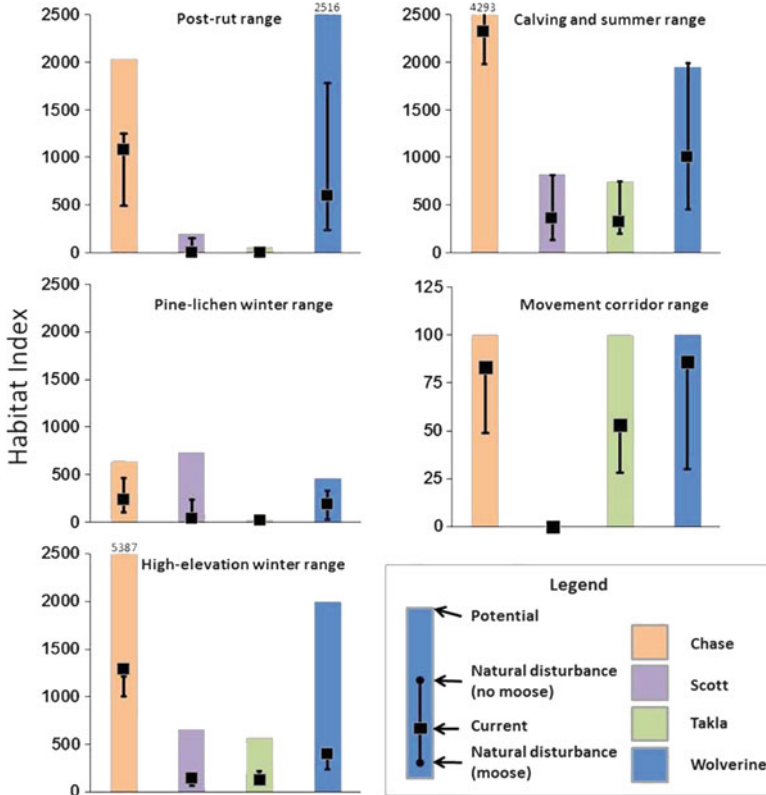 Habitat Index
Post-rut range
2516
2500
2000
1500
1000
500
0
Calving and summer range
4293
2500
2000
1500
1000
500
0
Pine-lichen winter range
2500
2000
1500
1000
500
0
Movement corridor range
125
100
75
50
25
0
High-elevation winter range
5387
2500
2000
1500
1000
500
0
Legend
Potential
Natural disturbance
(no moose)
Current
Natural disturbance
(moose)
Chase
Scott
Takla
Wolverine